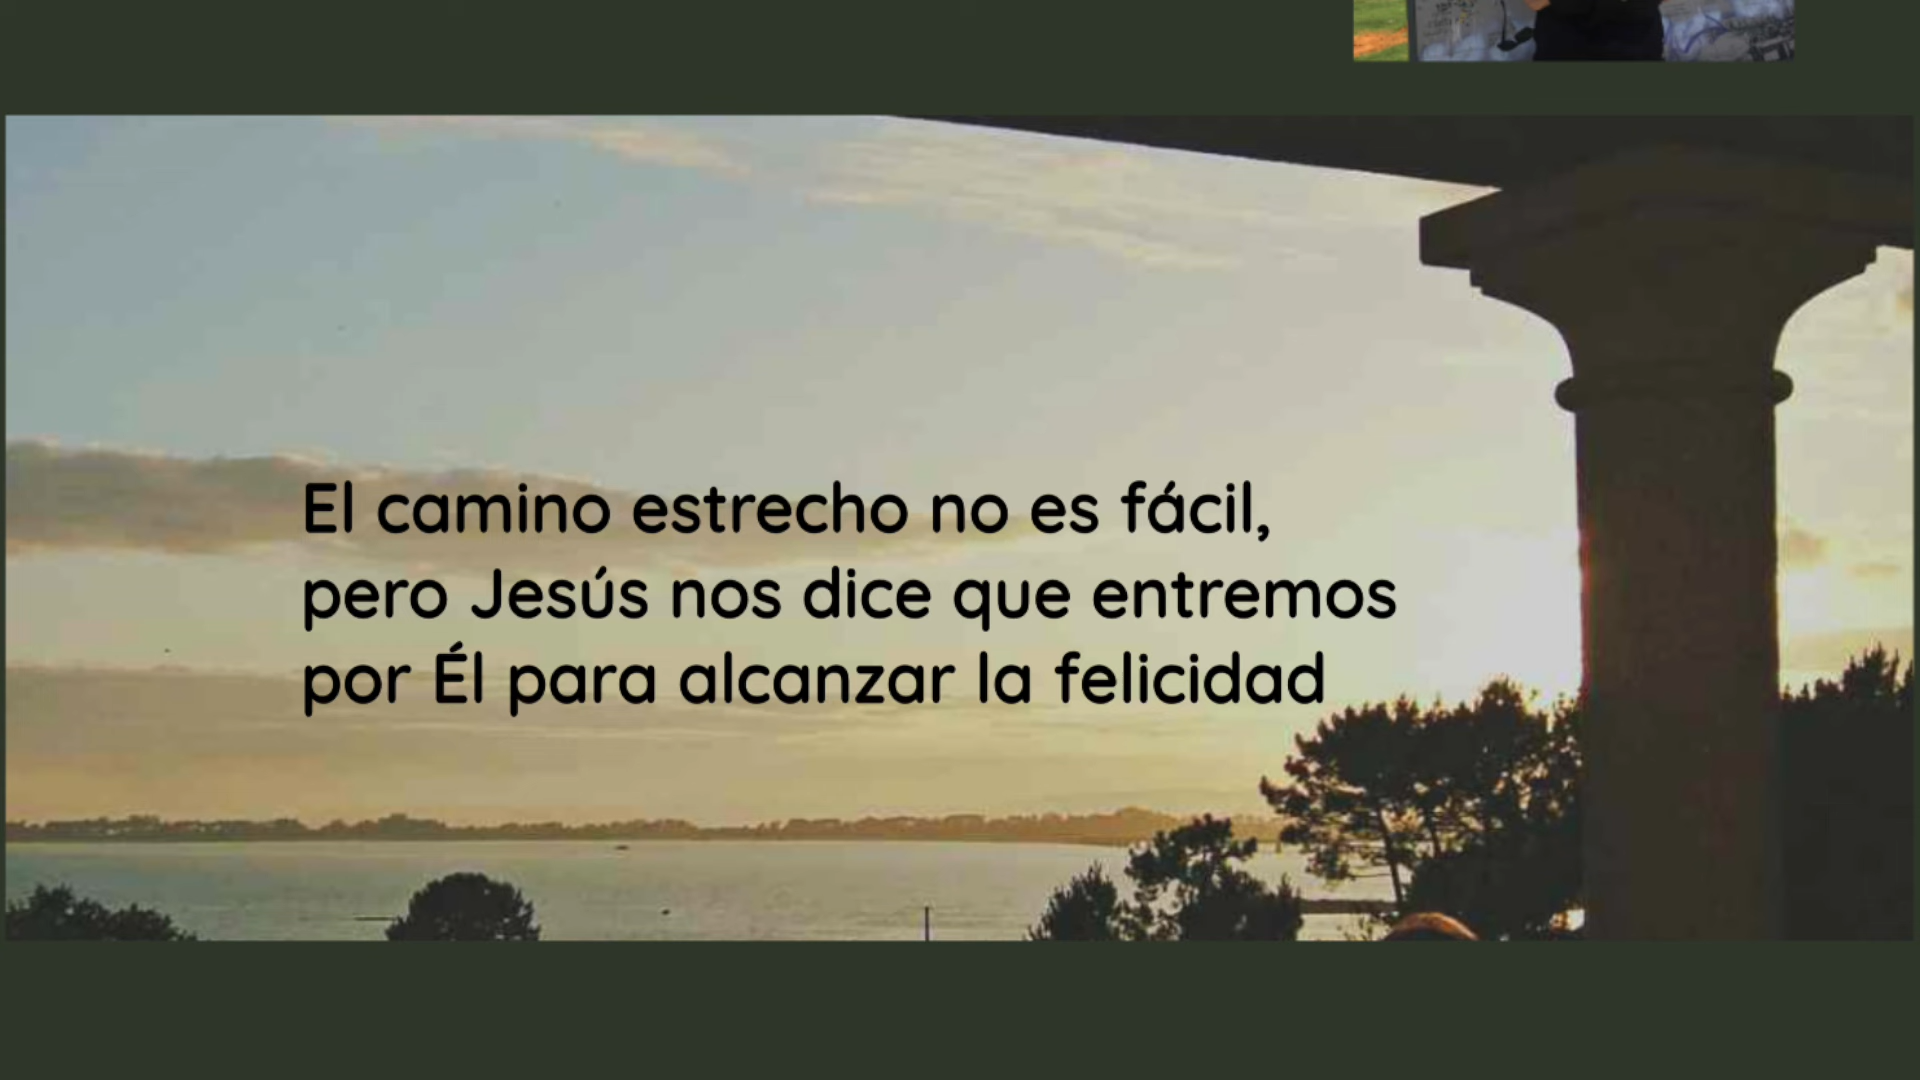 El camino estrecho no es fácil,
pero Jesús nos dice que entremos
por Él para alcanzar la felicidad